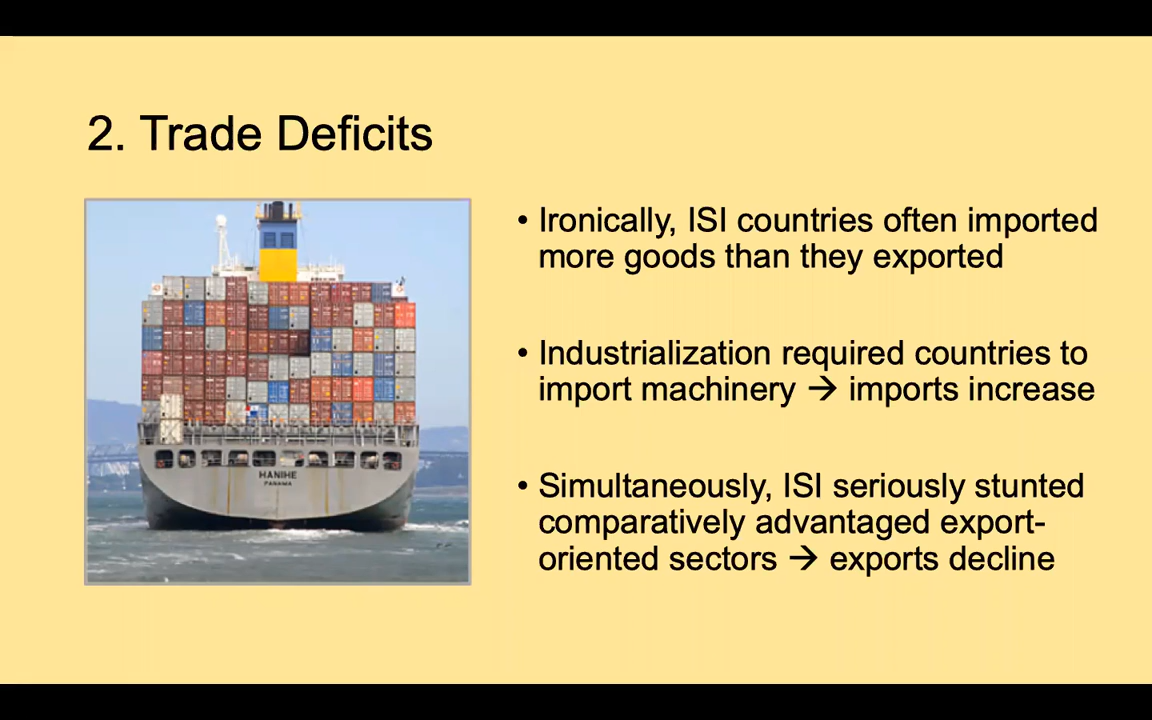 2. Trade Deficits
• Ironically, ISI countries often imported
more goods than they exported
• Industrialization required countries to
import machinery → imports increase
• Simultaneously, ISI seriously stunted
comparatively advantaged export-
oriented sectors → exports decline
HANIHE
PANAMA